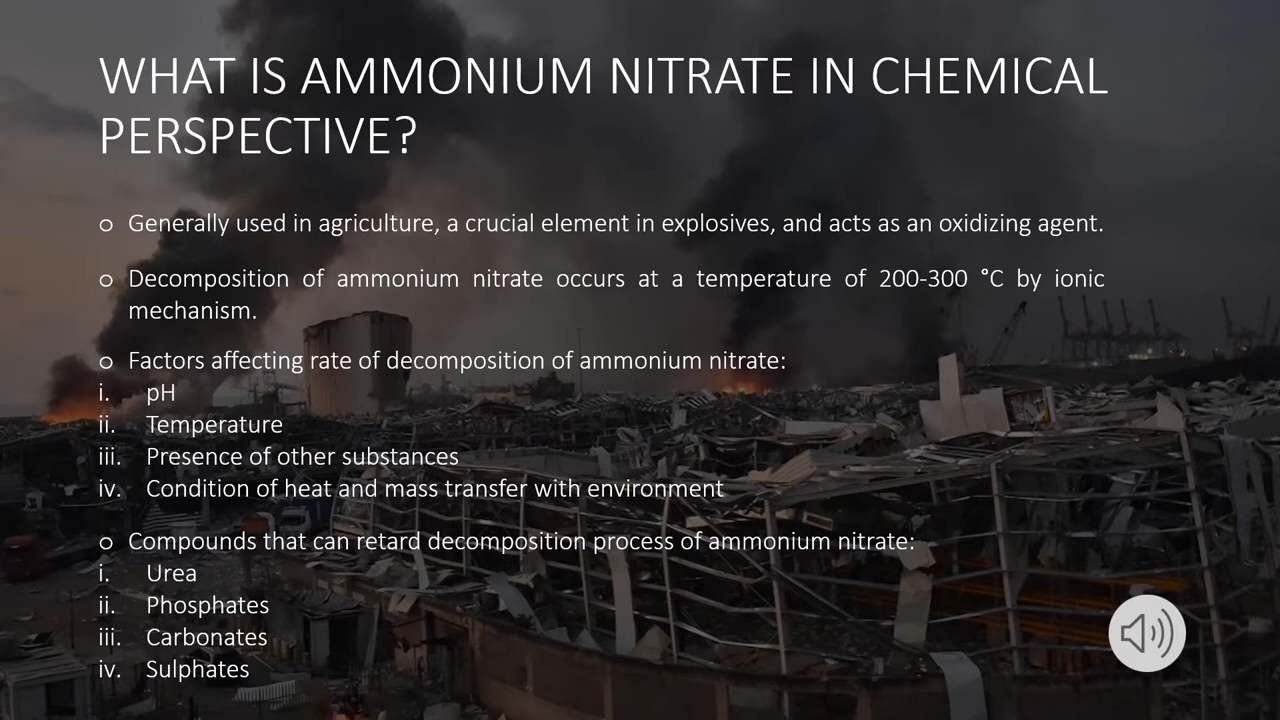 WHAT IS AMMONIUM NITRATE IN CHEMICAL
PERSPECTIVE?
o Generally used in agriculture, a crucial element in explosives, and acts as an oxidizing agent.
o Decomposition of ammonium nitrate occurs at a temperature of 200-300 °C by ionic
mechanism.
o Factors affecting rate of decomposition of ammonium nitrate:
i. pH
ii. Temperature
iii. Presence of other substances
iv. Condition of heat and mass transfer with environment
o Compounds that can retard decomposition process of ammonium nitrate:
i. Urea
ii. Phosphates
iii. Carbonates
iv. Sulphates